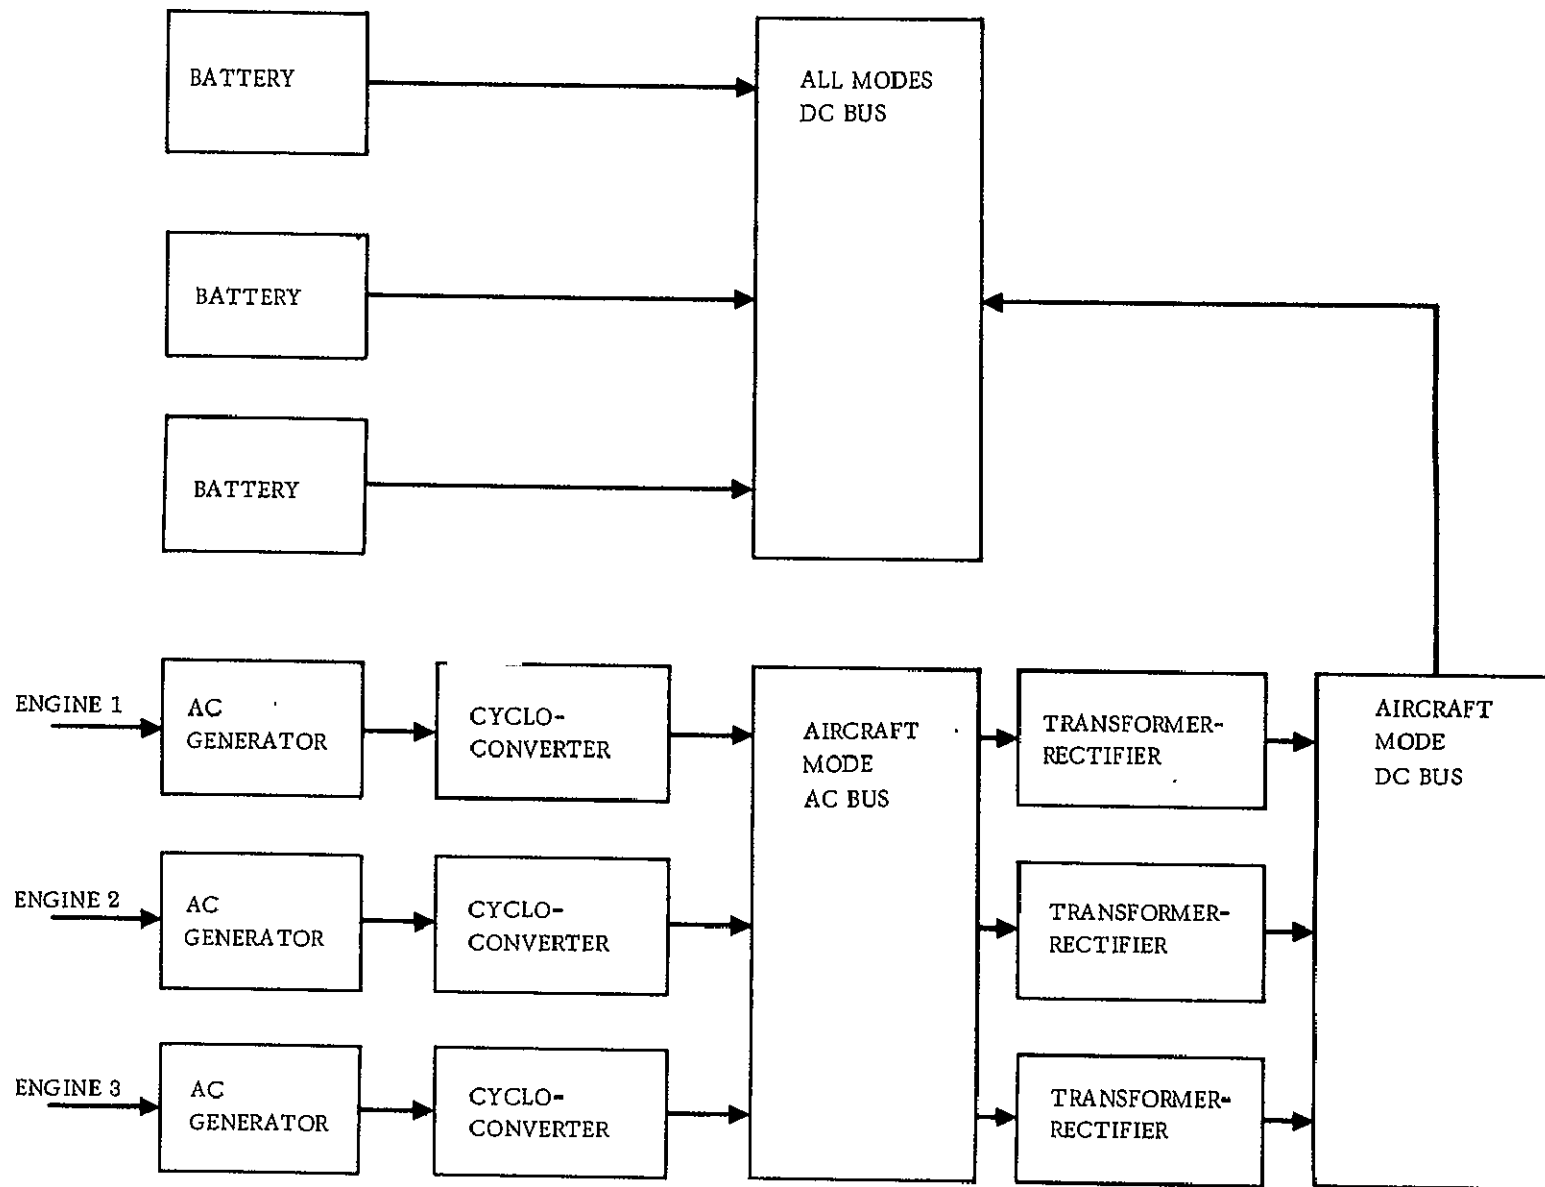 BATTERY
ALL MODES
DC BUS
BATTERY
BATTERY
ENGINE 1
AC
GENERATOR
CYCLO-
CONVERTER
AIRCRAFT
MODE
AC BUS
TRANSFORMER-
RECTIFIER
AIRCRAFT
MODE
DC BUS
ENGINE 2
AC
GENERATOR
CYCLO-
CONVERTER
TRANSFORMER-
RECTIFIER
ENGINE 3
AC
GENERATOR
CYCLO-
CONVERTER
TRANSFORMER-
RECTIFIER